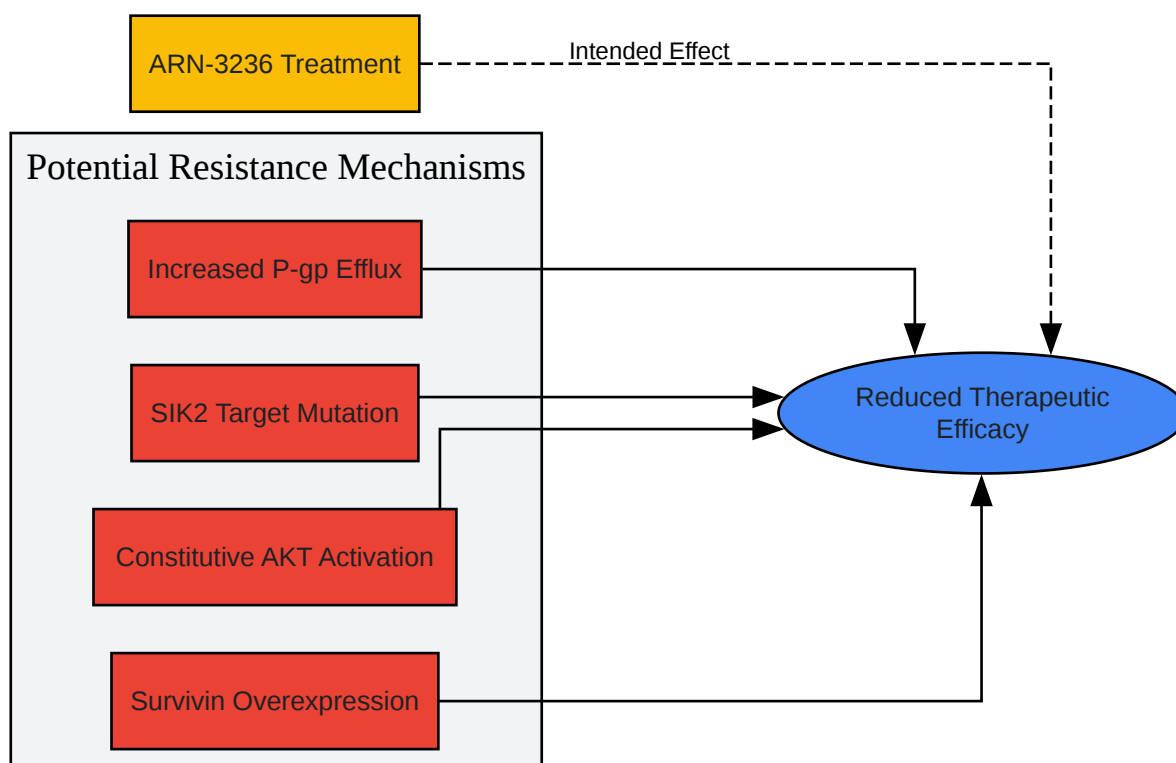 ARN-3236 Treatment
Intended Effect
Potential Resistance Mechanisms
Increased P-gp Efflux
SIK2 Target Mutation
Constitutive AKT Activation
Survivin Overexpression
Reduced Therapeutic
Efficacy